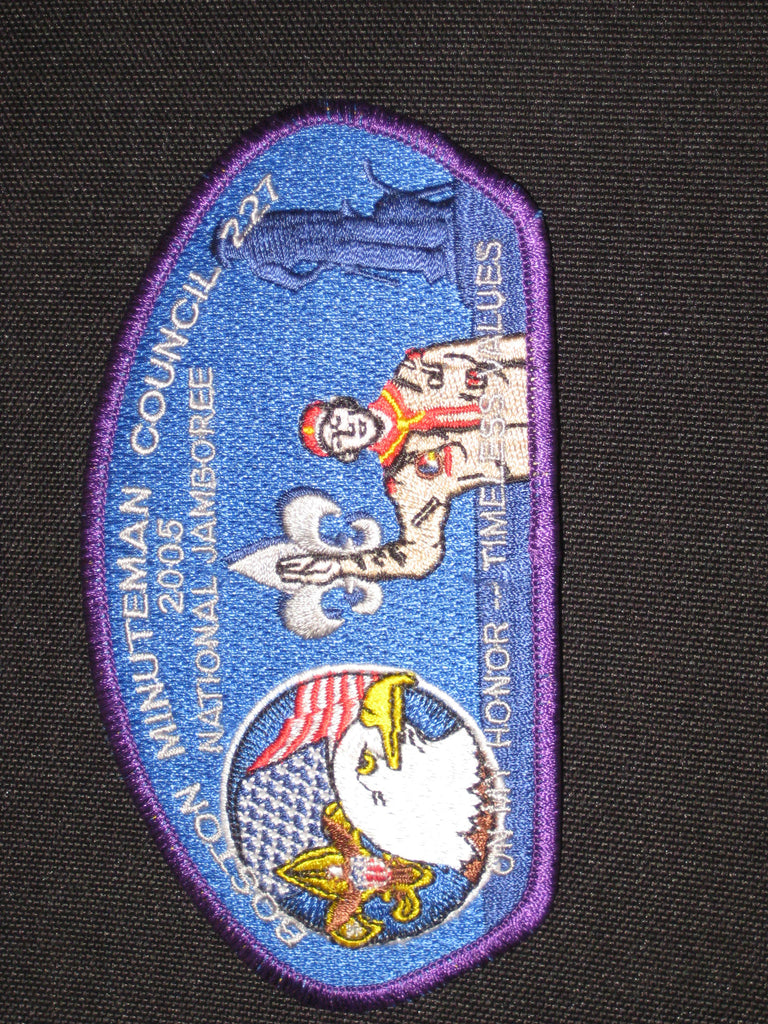 BOSTON MINUTEMAN COUNCIL 227
2005
NATIONAL JAMBOREE
ON MY HONOR -- TIMELESS VALUES